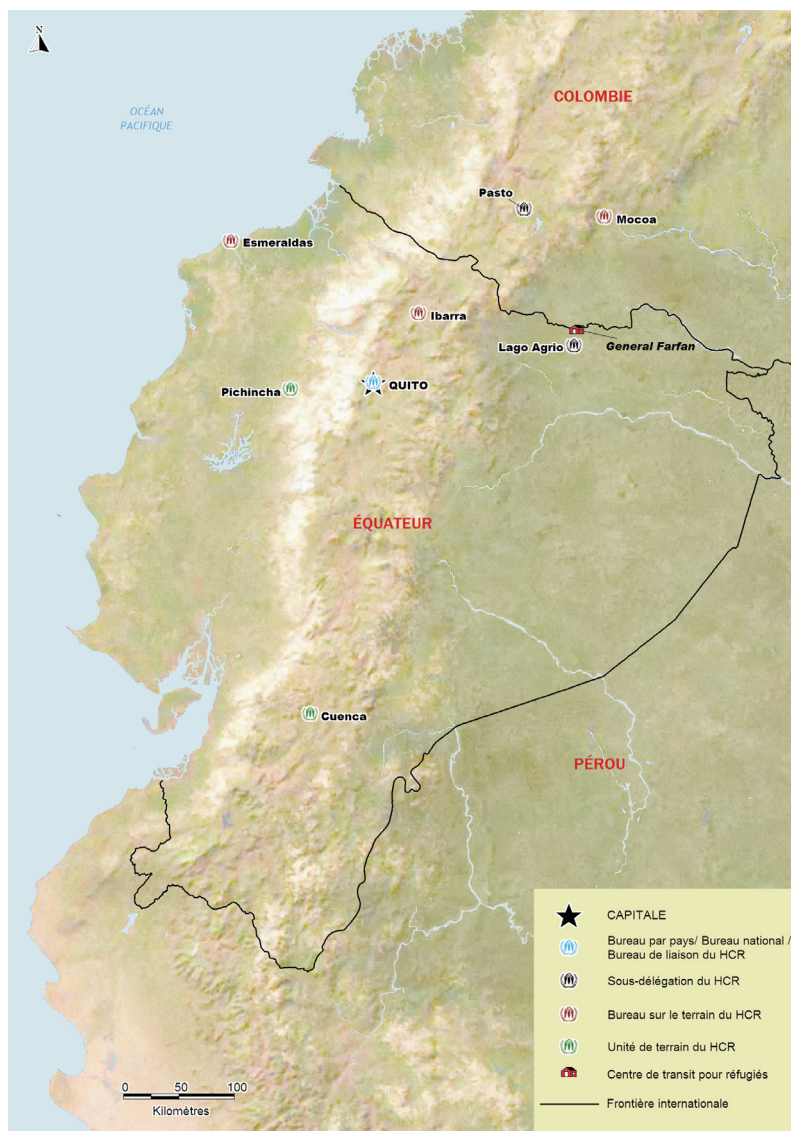 N
OCÉAN
PACIFIQUE
COLOMBIE
Pasto
Mocoa
Esmeraldas
Ibarra
Lago Agrio
General Farfan
Pichincha
QUITO
ÉQUATEUR
Cuenca
PÉROU
CAPITALE
Bureau par pays/ Bureau national /
Bureau de liaison du HCR
Sous-délégation du HCR
Bureau sur le terrain du HCR
Unité de terrain du HCR
Centre de transit pour réfugiés
Frontière internationale
0 50 100
Kilomètres